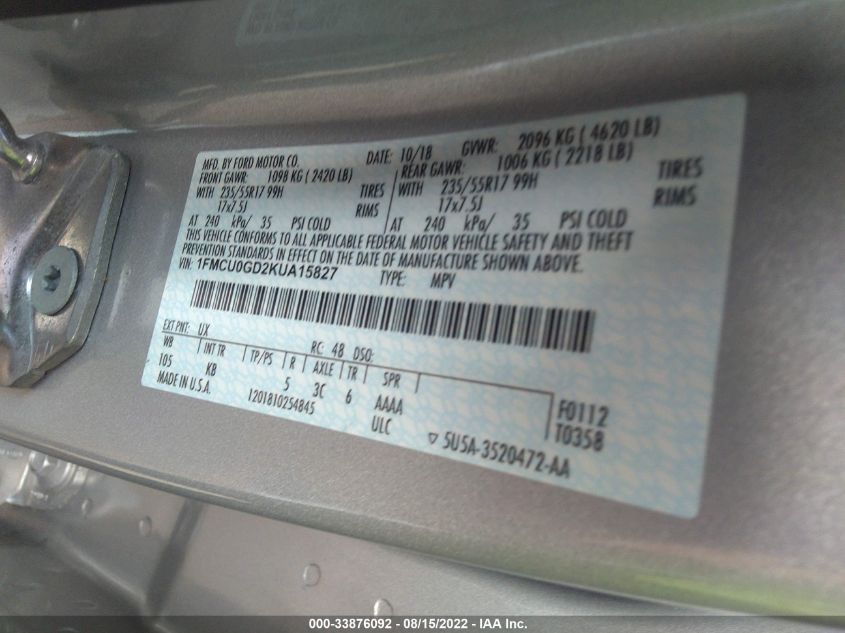 MFD. BY FORD MOTOR CO. DATE: 10/18 GVWR: 2096 KG ( 4620 LB)
FRONT GAWR: 1098 KG ( 2420 LB) REAR GAWR: 1006 KG ( 2218 LB)
WITH 235/55R17 99H TIRES WITH 235/55R17 99H TIRES
17x7.5J RIMS 17x7.5J RIMS
AT 240 kPa/ 35 PSI COLD AT 240 kPa/ 35 PSI COLD
THIS VEHICLE CONFORMS TO ALL APPLICABLE FEDERAL MOTOR VEHICLE SAFETY AND THEFT
PREVENTION STANDARDS IN EFFECT ON THE DATE OF MANUFACTURE SHOWN ABOVE.
VIN: 1FMCU0GD2KUA15827 TYPE: MPV
EXT PNT: UX RC: 48 DSO:
WB INT TR TP/PS R AXLE TR SPR
105 KB 5 3C 6 AAAA F0112
MADE IN U.S.A. 1201810254845 ULC T0358
5U5A-3520472-AA
000-33876092 - 08/15/2022 - IAA Inc.